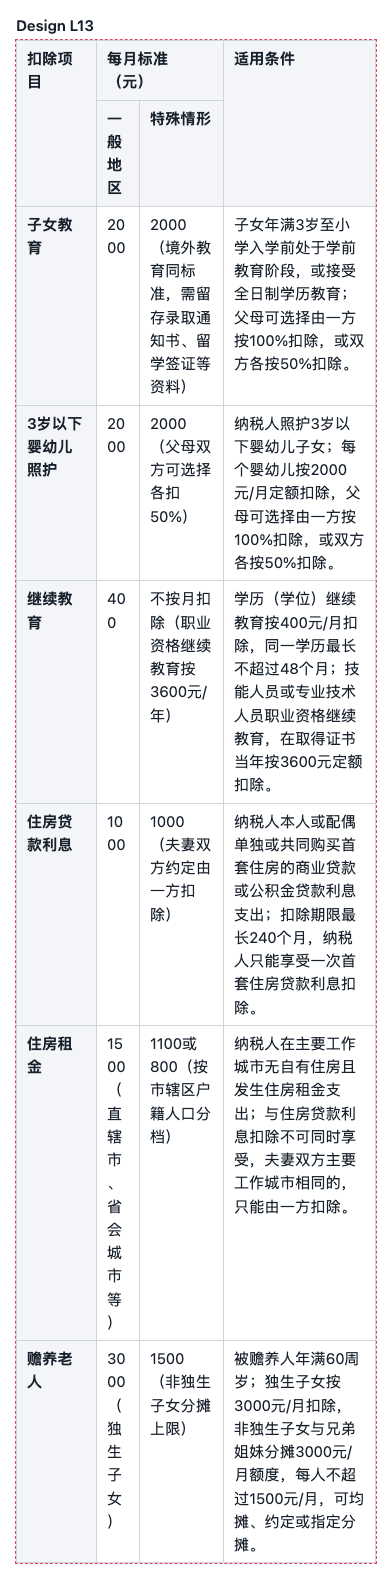 Design L13
扣除项
目
每月标准
（元）
适用条件
一
般
地
区
特殊情形
子女教
育
20
00
2000
（境外教
育同标
准，需留
存录取通
知书、留
学签证等
资料）
子女年满3岁至小
学入学前处于学前
教育阶段，或接受
全日制学历教育；
父母可选择由一方
按100%扣除，或双
方各按50%扣除。
3岁以下
婴幼儿
照护
20
00
2000
（父母双
方可选择
各扣
50%）
纳税人照护3岁以
下婴幼儿子女；每
个婴幼儿按2000
元/月定额扣除，父
母可选择由一方按
100%扣除，或双方
各按50%扣除。
继续教
育
40
0
不按月扣
除（职业
资格继续
教育按
3600元/
年）
学历（学位）继续
教育按400元/月扣
除，同一学历最长
不超过48个月；技
能人员或专业技术
人员职业资格继续
教育，在取得证书
当年按3600元定额
扣除。
住房贷
款利息
10
00
1000
（夫妻双
方约定由
一方扣
除）
纳税人本人或配偶
单独或共同购买首
套住房的商业贷款
或公积金贷款利息
支出；扣除期限最
长240个月，纳税
人只能享受一次首
套住房贷款利息扣
除。
住房租
金
15
00
（
直
辖
市
、
省
会
城
市
等
）
1100或
800（按
市辖区户
籍人口分
档）
纳税人在主要工作
城市无自有住房且
发生住房租金支
出；与住房贷款利
息扣除不可同时享
受，夫妻双方主要
工作城市相同的，
只能由一方扣除。
赡养老
人
30
00
（
独
生
子
女
）
1500
（非独生
子女分摊
上限）
被赡养人年满60周
岁；独生子女按
3000元/月扣除，
非独生子女与兄弟
姐妹分摊3000元/
月额度，每人不超
过1500元/月，可均
摊、约定或指定分
摊。